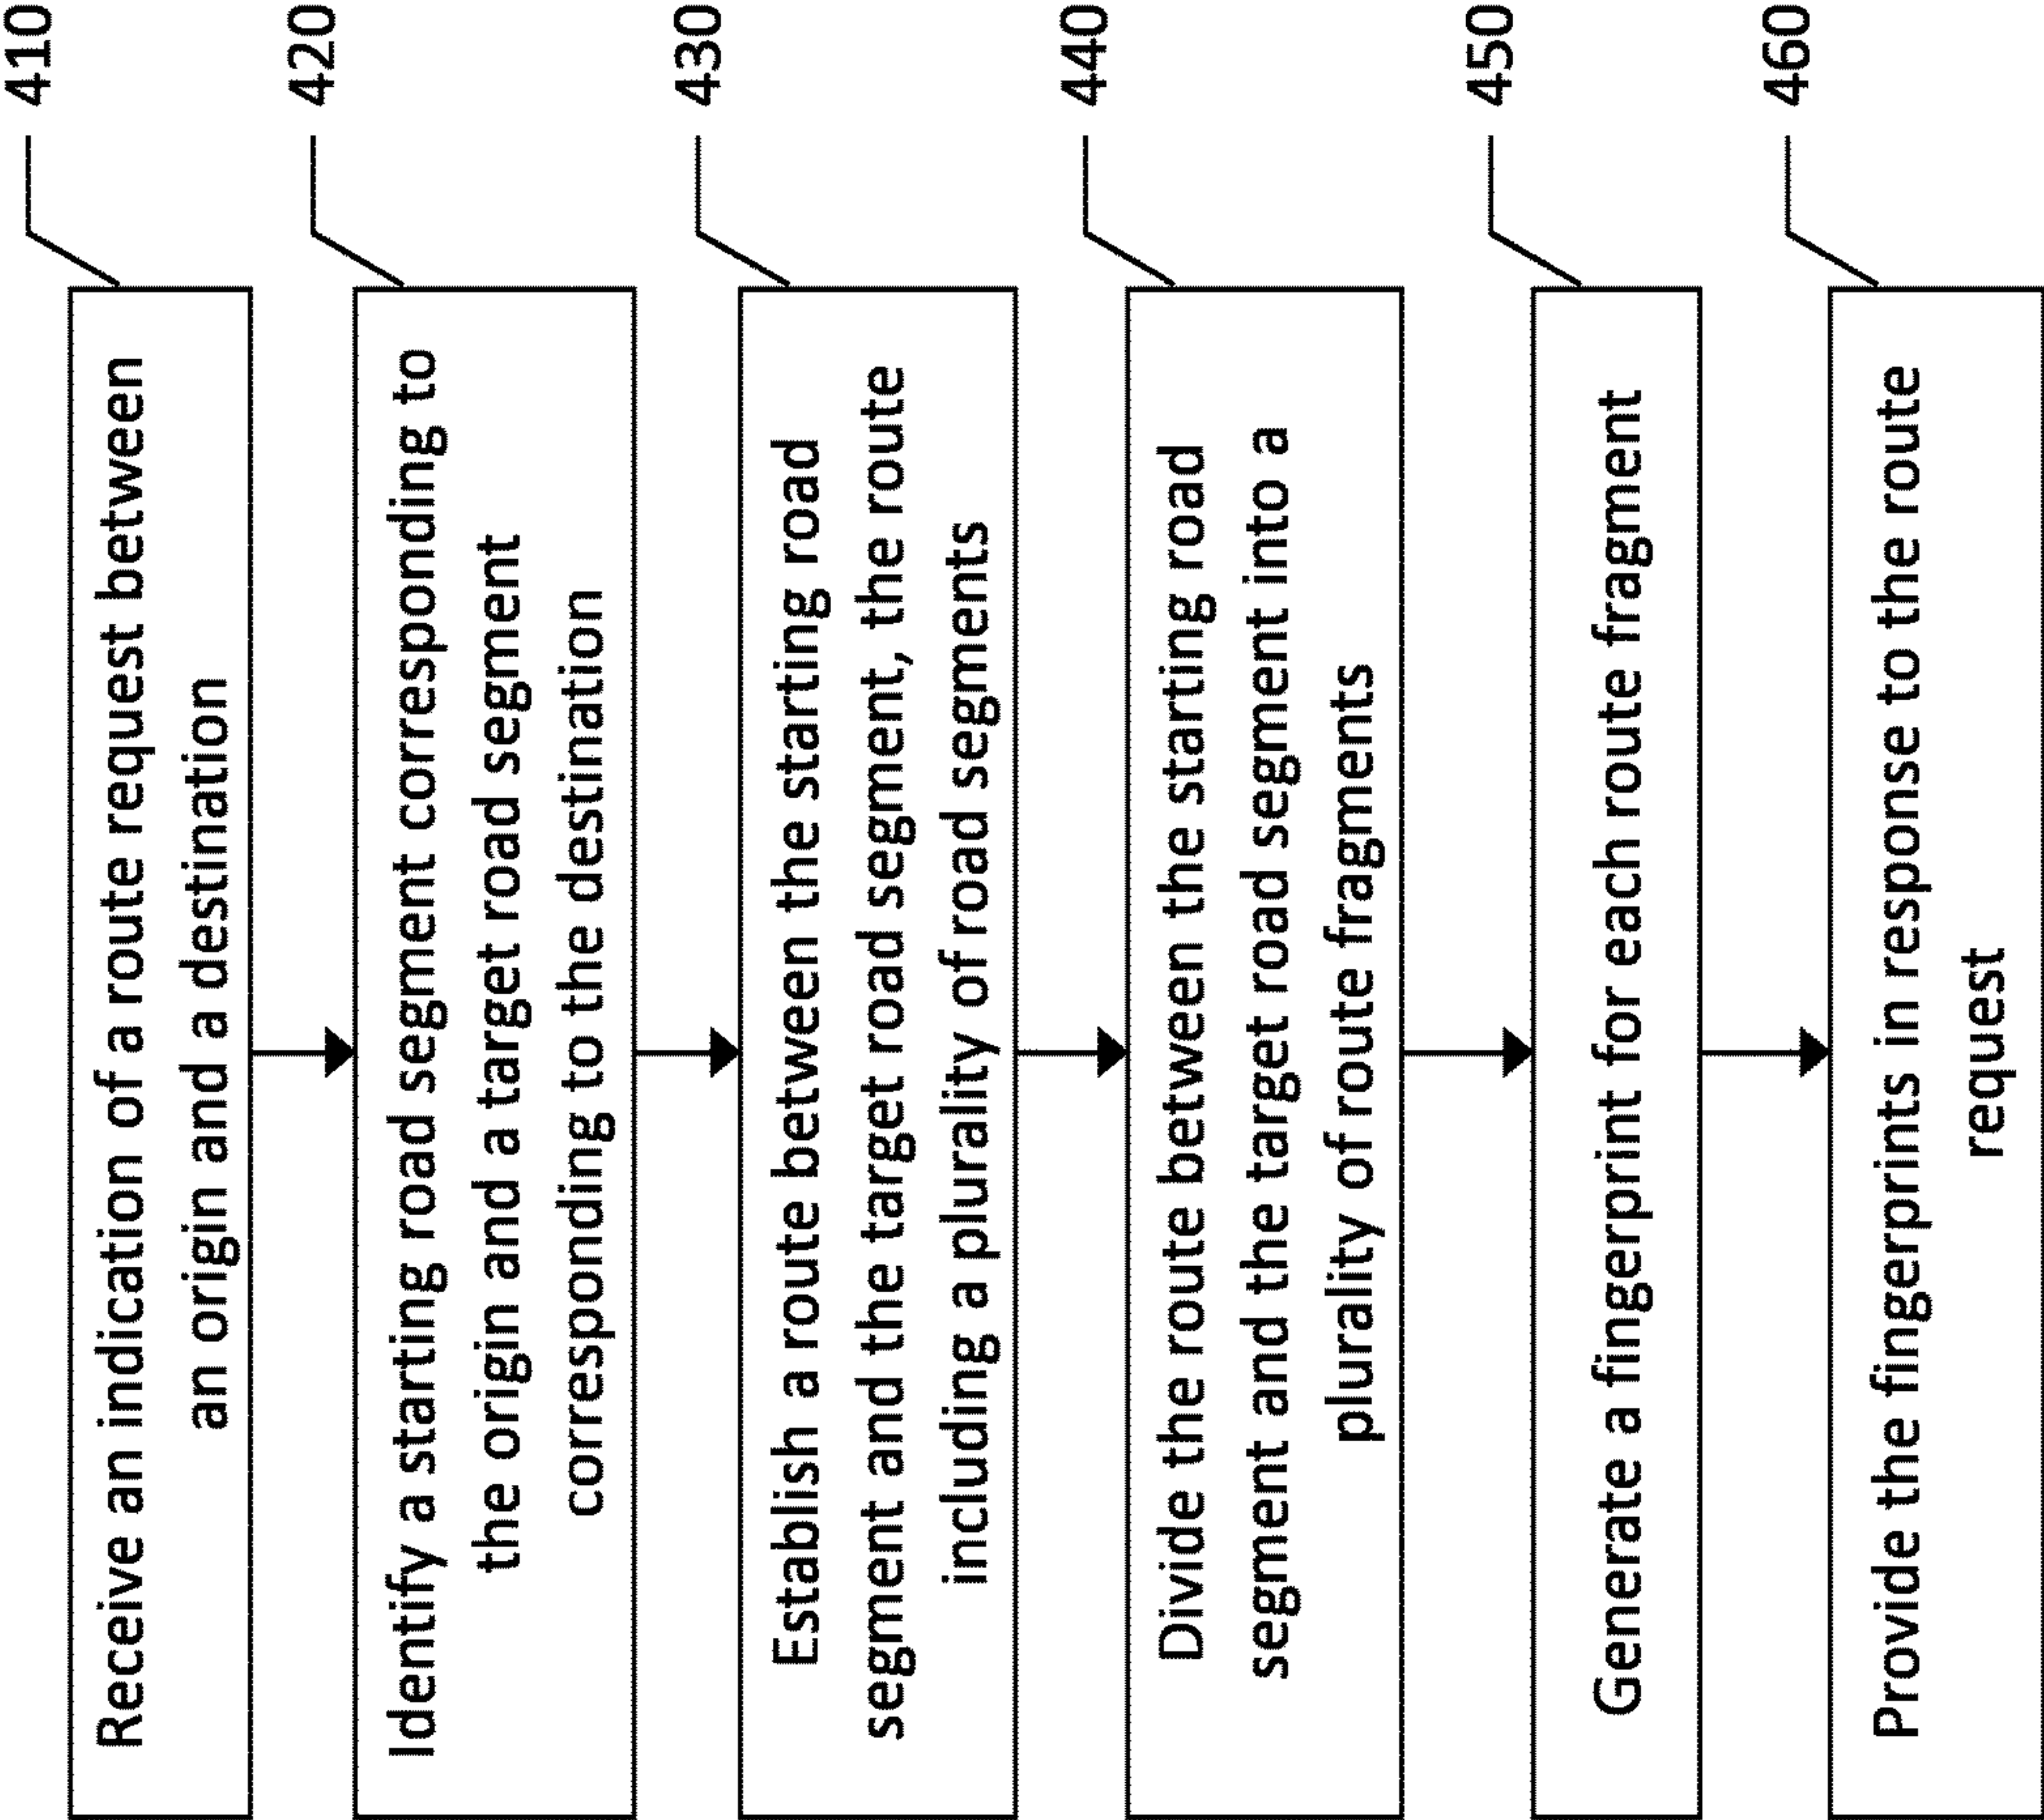 410
Receive an indication of a route request between
an origin and a destination
420
Identify a starting road segment corresponding to
the origin and a target road segment
corresponding to the destination
430
Establish a route between the starting road
segment and the target road segment, the route
including a plurality of road segments
440
Divide the route between the starting road
segment and the target road segment into a
plurality of route fragments
450
Generate a fingerprint for each route fragment
460
Provide the fingerprints in response to the route
request